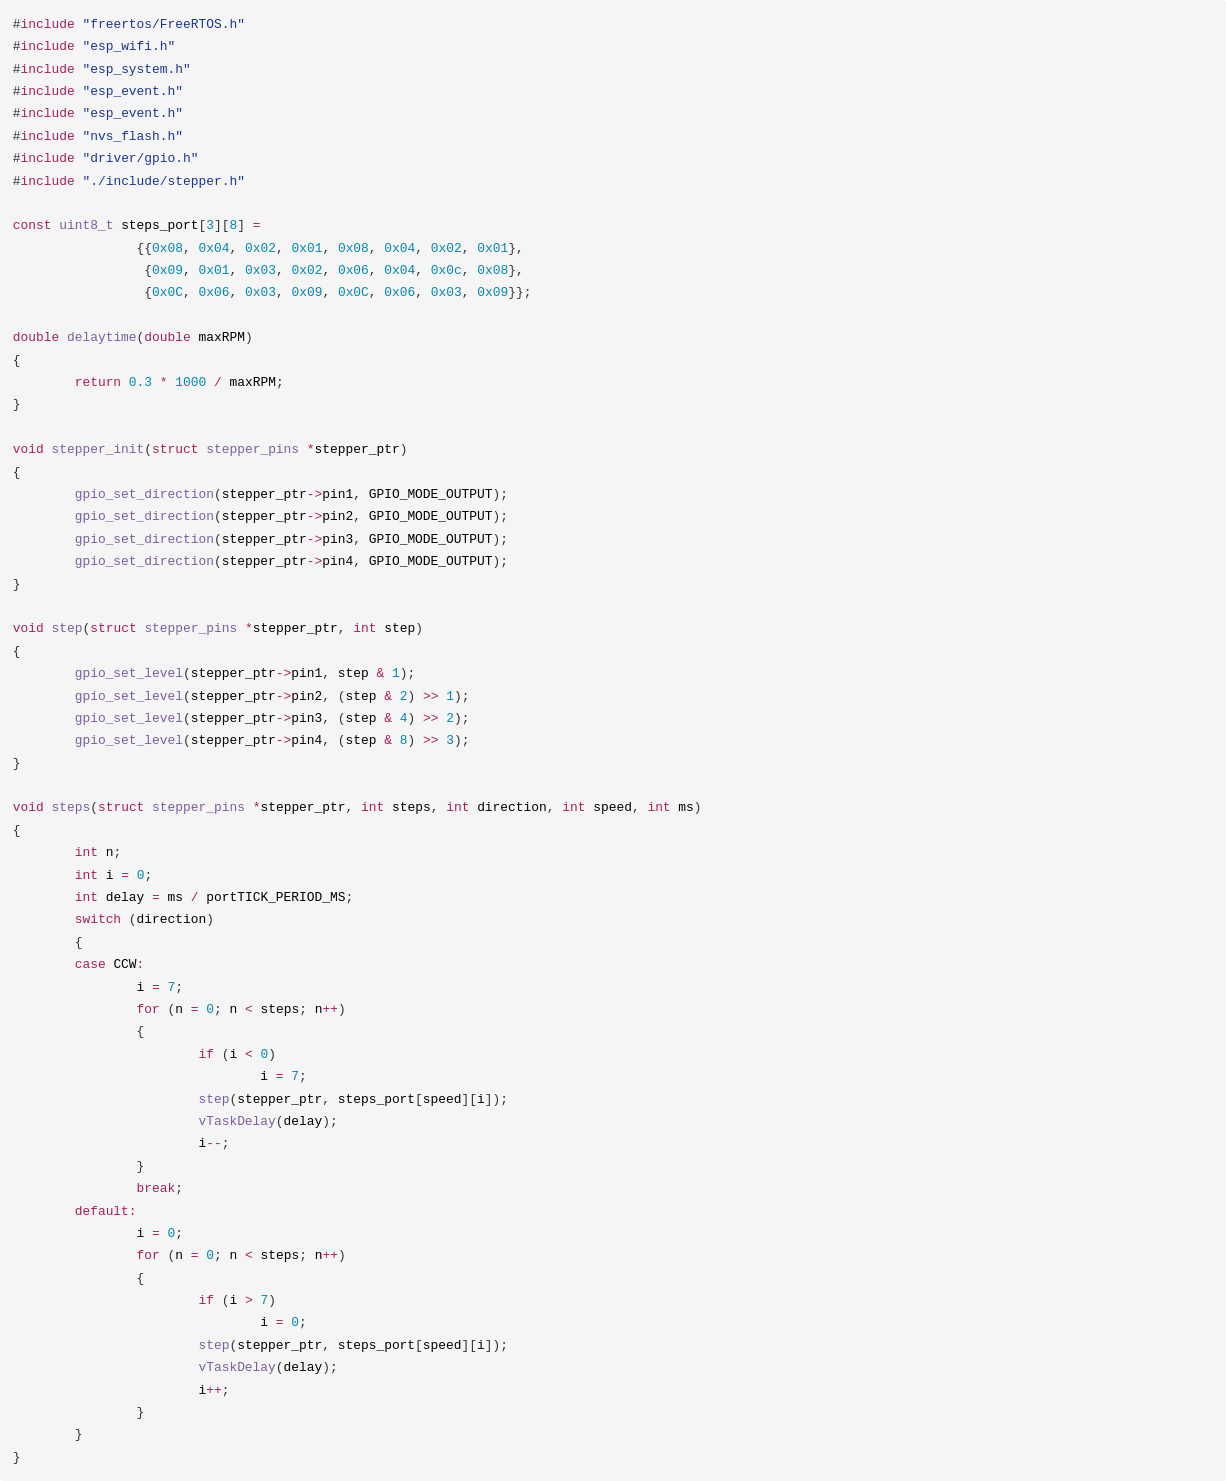 #include "freertos/FreeRTOS.h"
#include "esp_wifi.h"
#include "esp_system.h"
#include "esp_event.h"
#include "esp_event.h"
#include "nvs_flash.h"
#include "driver/gpio.h"
#include "./include/stepper.h"

const uint8_t steps_port[3][8] =
                {{0x08, 0x04, 0x02, 0x01, 0x08, 0x04, 0x02, 0x01},
                 {0x09, 0x01, 0x03, 0x02, 0x06, 0x04, 0x0c, 0x08},
                 {0x0C, 0x06, 0x03, 0x09, 0x0C, 0x06, 0x03, 0x09}};

double delaytime(double maxRPM)
{
        return 0.3 * 1000 / maxRPM;
}

void stepper_init(struct stepper_pins *stepper_ptr)
{
        gpio_set_direction(stepper_ptr->pin1, GPIO_MODE_OUTPUT);
        gpio_set_direction(stepper_ptr->pin2, GPIO_MODE_OUTPUT);
        gpio_set_direction(stepper_ptr->pin3, GPIO_MODE_OUTPUT);
        gpio_set_direction(stepper_ptr->pin4, GPIO_MODE_OUTPUT);
}

void step(struct stepper_pins *stepper_ptr, int step)
{
        gpio_set_level(stepper_ptr->pin1, step & 1);
        gpio_set_level(stepper_ptr->pin2, (step & 2) >> 1);
        gpio_set_level(stepper_ptr->pin3, (step & 4) >> 2);
        gpio_set_level(stepper_ptr->pin4, (step & 8) >> 3);
}

void steps(struct stepper_pins *stepper_ptr, int steps, int direction, int speed, int ms)
{
        int n;
        int i = 0;
        int delay = ms / portTICK_PERIOD_MS;
        switch (direction)
        {
        case CCW:
                i = 7;
                for (n = 0; n < steps; n++)
                {
                        if (i < 0)
                                i = 7;
                        step(stepper_ptr, steps_port[speed][i]);
                        vTaskDelay(delay);
                        i--;
                }
                break;
        default:
                i = 0;
                for (n = 0; n < steps; n++)
                {
                        if (i > 7)
                                i = 0;
                        step(stepper_ptr, steps_port[speed][i]);
                        vTaskDelay(delay);
                        i++;
                }
        }
}